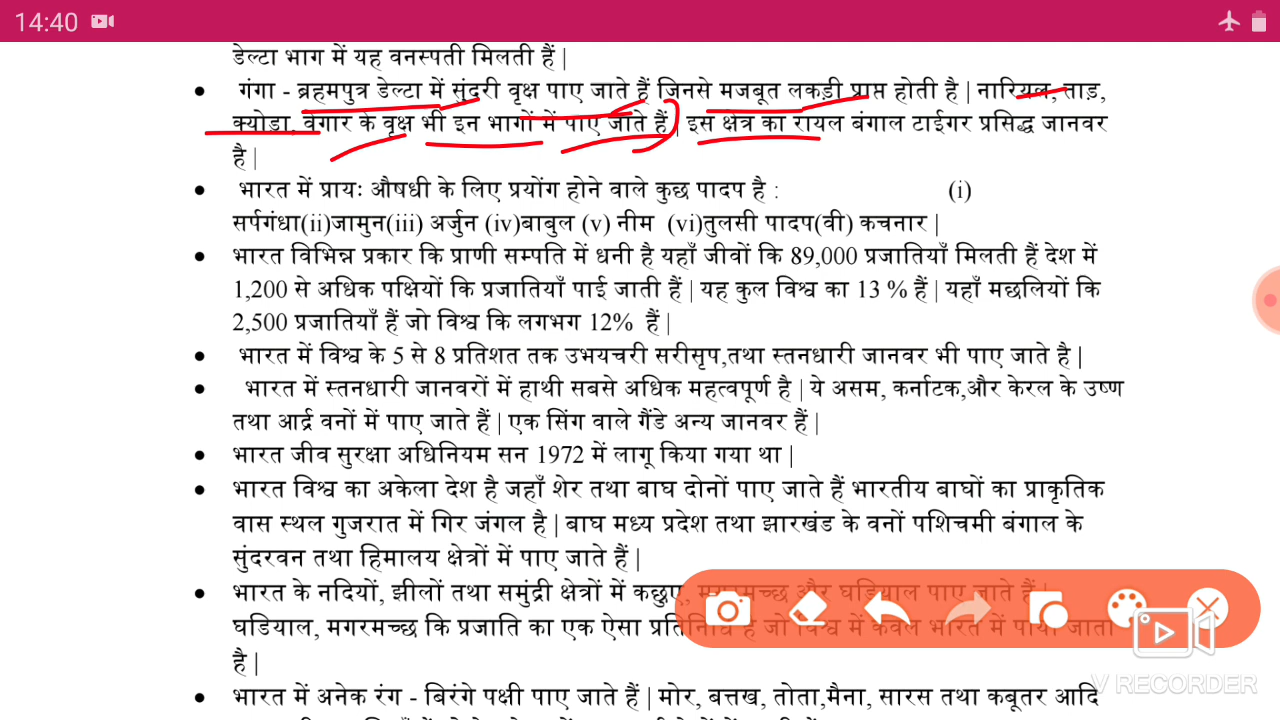 14:40
डेल्टा भाग में यह वनस्पती मिलती हैं |
• गंगा - ब्रहमपुत्र डेल्टा में सुंदरी वृक्ष पाए जाते हैं जिनसे मजबूत लकड़ी प्राप्त होती है | नारियल, ताड़,
क्योडा, वेगार के वृक्ष भी इन भागों में पाए जाते हैं | इस क्षेत्र का रायल बंगाल टाईगर प्रसिद्ध जानवर
है |
• भारत में प्रायः औषधी के लिए प्रयोंग होने वाले कुछ पादप है : (i)
सर्पगंधा(ii)जामुन(iii) अर्जुन (iv)बाबुल (v) नीम (vi)तुलसी पादप(वी) कचनार |
• भारत विभिन्न प्रकार कि प्राणी सम्पति में धनी है यहाँ जीवों कि 89,000 प्रजातियाँ मिलती हैं देश में
1,200 से अधिक पक्षियों कि प्रजातियाँ पाई जाती हैं | यह कुल विश्व का 13 % हैं | यहाँ मछलियों कि
2,500 प्रजातियाँ हैं जो विश्व कि लगभग 12% हैं |
• भारत में विश्व के 5 से 8 प्रतिशत तक उभयचरी सरीसृप,तथा स्तनधारी जानवर भी पाए जाते है |
• भारत में स्तनधारी जानवरों में हाथी सबसे अधिक महत्वपूर्ण है | ये असम, कर्नाटक,और केरल के उष्ण
तथा आर्द्र वनों में पाए जाते हैं | एक सिंग वाले गैंडे अन्य जानवर हैं |
• भारत जीव सुरक्षा अधिनियम सन 1972 में लागू किया गया था |
• भारत विश्व का अकेला देश है जहाँ शेर तथा बाघ दोनों पाए जाते हैं भारतीय बाघों का प्राकृतिक
वास स्थल गुजरात में गिर जंगल है | बाघ मध्य प्रदेश तथा झारखंड के वनों पशिचमी बंगाल के
सुंदरवन तथा हिमालय क्षेत्रों में पाए जाते हैं |
• भारत के नदियों, झीलों तथा समुंद्री क्षेत्रों में कछुए, मगरमच्छ और घडियाल पाए जाते हैं |
घडियाल, मगरमच्छ कि प्रजाति का एक ऐसा प्रतिनिधि है जो विश्व में केवल भारत में पाया जाता
है |
V RECORDER
• भारत में अनेक रंग - बिरंगे पक्षी पाए जाते हैं | मोर, बत्तख, तोता,मैना, सारस तथा कबूतर आदि